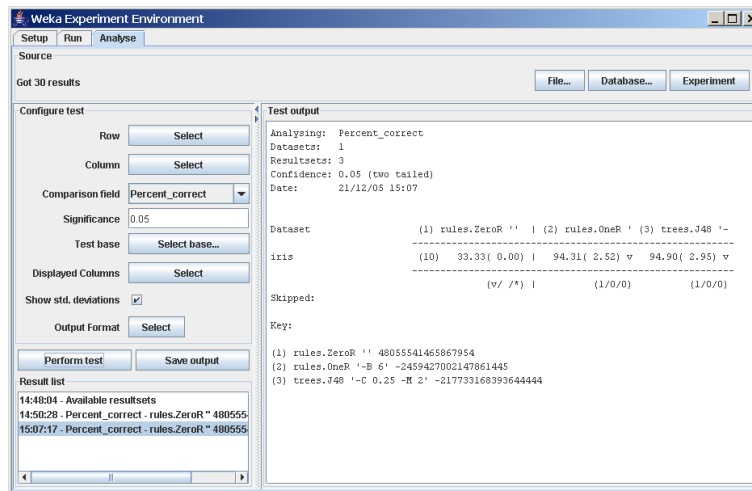 Weka Experiment Environment
Setup Run Analyse
Source
Got 30 results
File... Database... Experiment
Configure test
Row Select
Column Select
Comparison field Percent_correct
Significance 0.05
Test base Select base...
Displayed Columns Select
Show std. deviations
Output Format Select
Perform test Save output
Result list
14:48:04 - Available resultsets
14:50:28 - Percent_correct - rules.ZeroR '' 480555
15:07:17 - Percent_correct - rules.ZeroR '' 480555
Test output
Analysing: Percent_correct
Datasets: 1
Resultsets: 3
Confidence: 0.05 (two tailed)
Date: 21/12/05 15:07
Dataset (1) rules.ZeroR '' | (2) rules.OneR ' (3) trees.J48 '-
--------------------------------------------------------------
iris (10) 33.33( 0.00) | 94.31( 2.52) v 94.90( 2.95) v
--------------------------------------------------------------
(v/ /*) | (1/0/0) (1/0/0)
Skipped:
Key:
(1) rules.ZeroR '' 48055541465867954
(2) rules.OneR '-B 6' -2459427002147861445
(3) trees.J48 '-C 0.25 -M 2' -217733168393644444